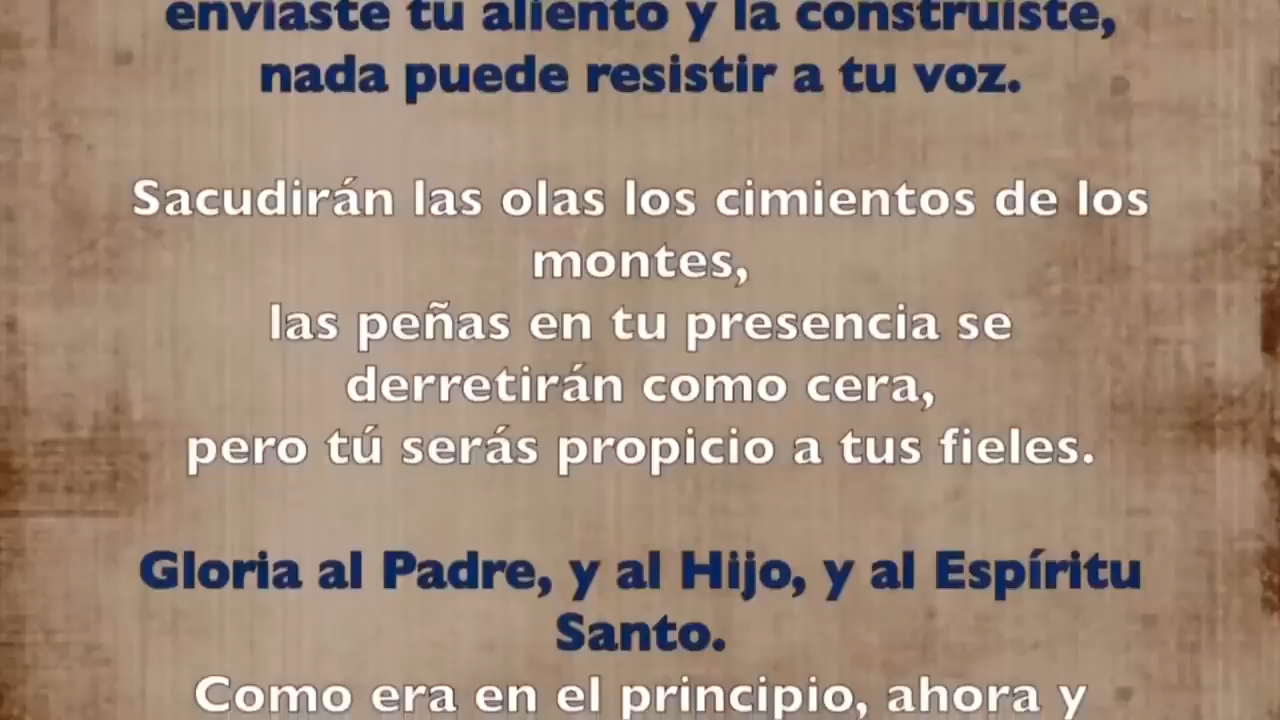 enviaste tu aliento y la construiste,
nada puede resistir a tu voz.
Sacudirán las olas los cimientos de los
montes,
las peñas en tu presencia se
derretirán como cera,
pero tú serás propicio a tus fieles.
Gloria al Padre, y al Hijo, y al Espíritu
Santo.
Como era en el principio, ahora y